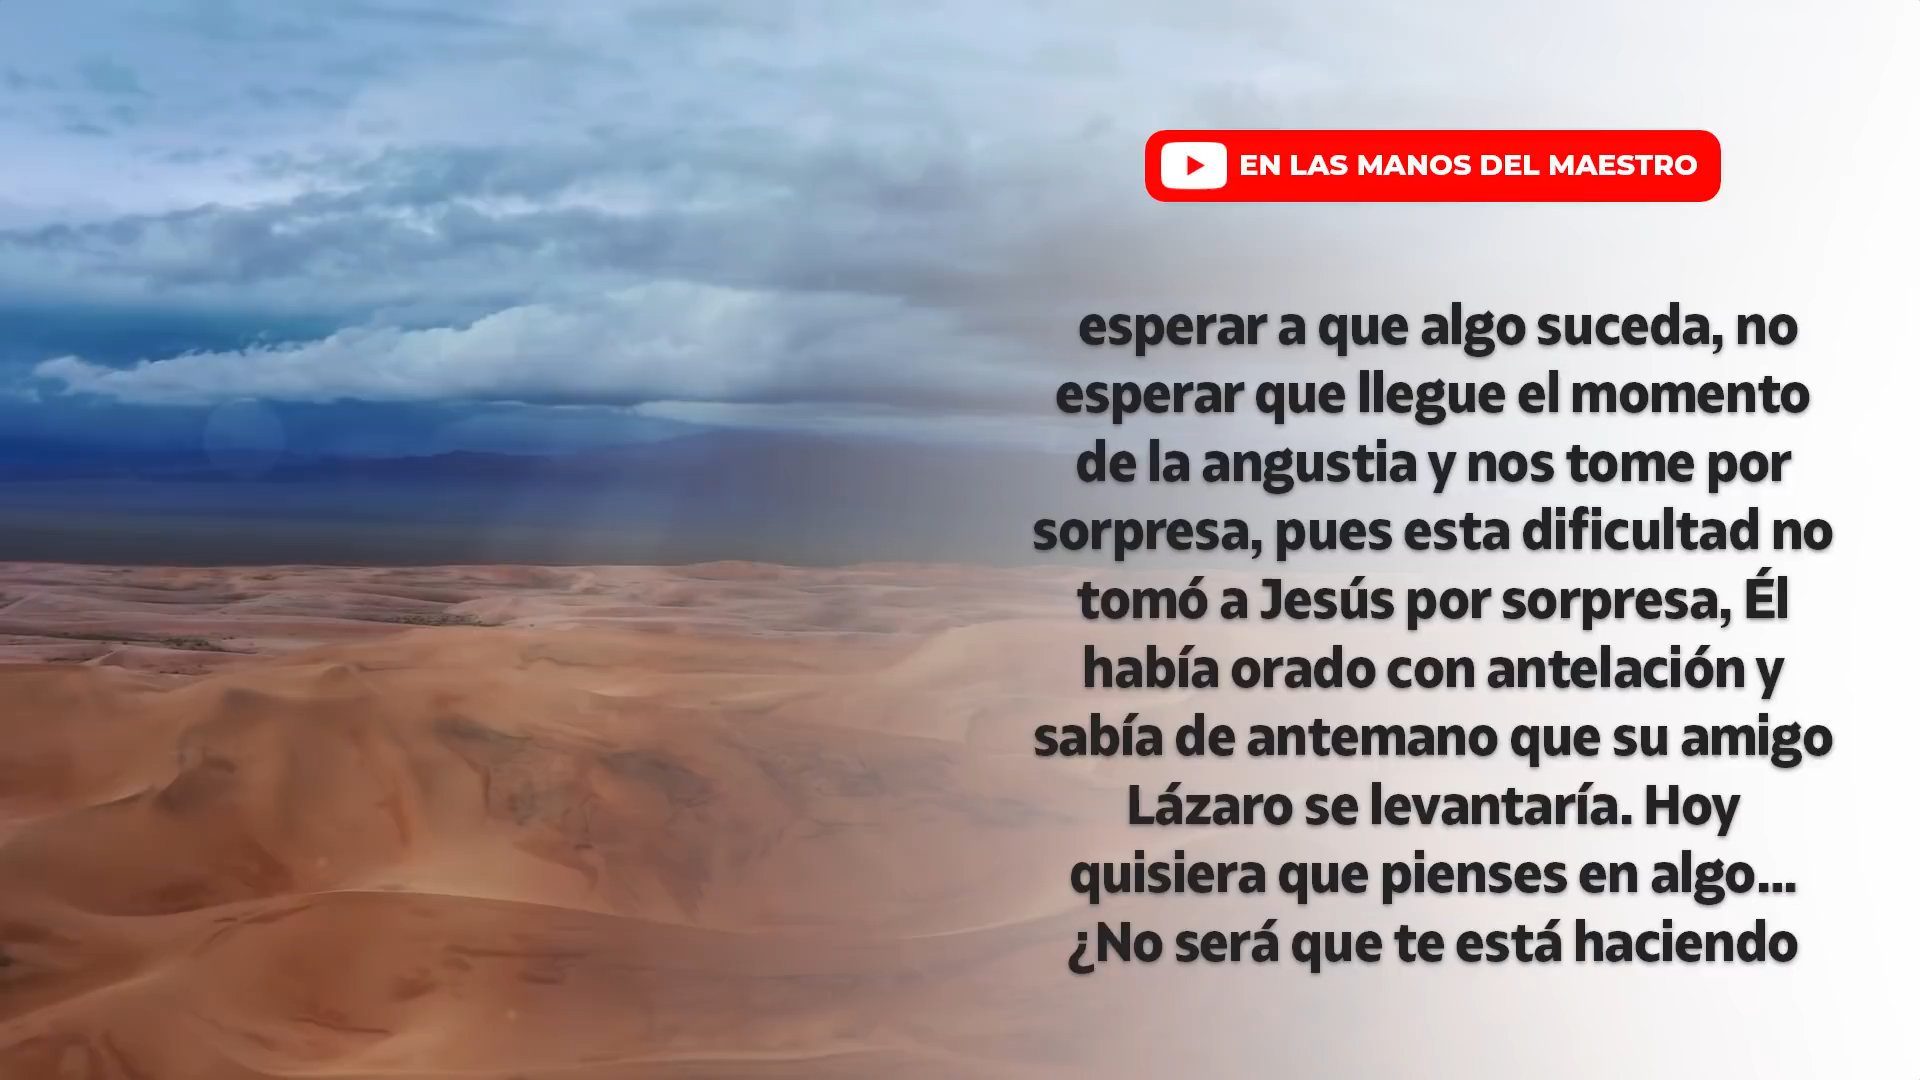 EN LAS MANOS DEL MAESTRO
esperar a que algo suceda, no
esperar que llegue el momento
de la angustia y nos tome por
sorpresa, pues esta dificultad no
tomó a Jesús por sorpresa, Él
había orado con antelación y
sabía de antemano que su amigo
Lázaro se levantaría. Hoy
quisiera que pienses en algo...
¿No será que te está haciendo